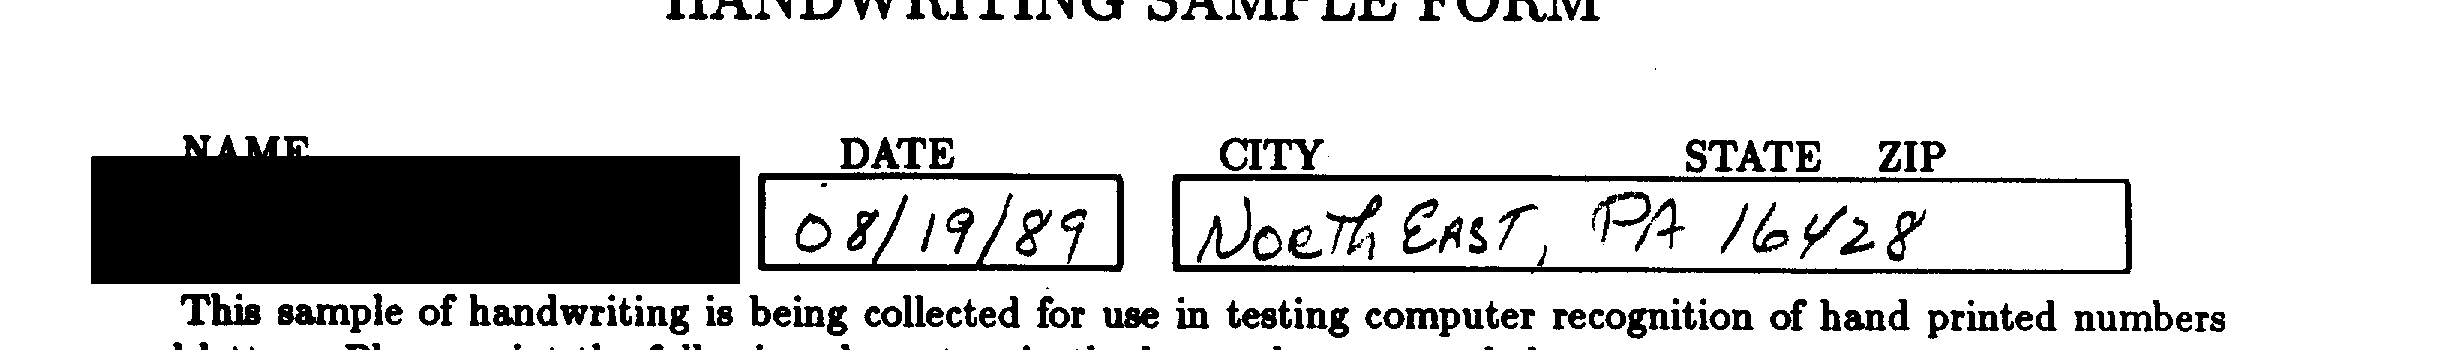 HANDWRITING SAMPLE FORM
NAME DATE CITY STATE ZIP
08/19/89 North EAST, PA 16428
This sample of handwriting is being collected for use in testing computer recognition of hand printed numbers